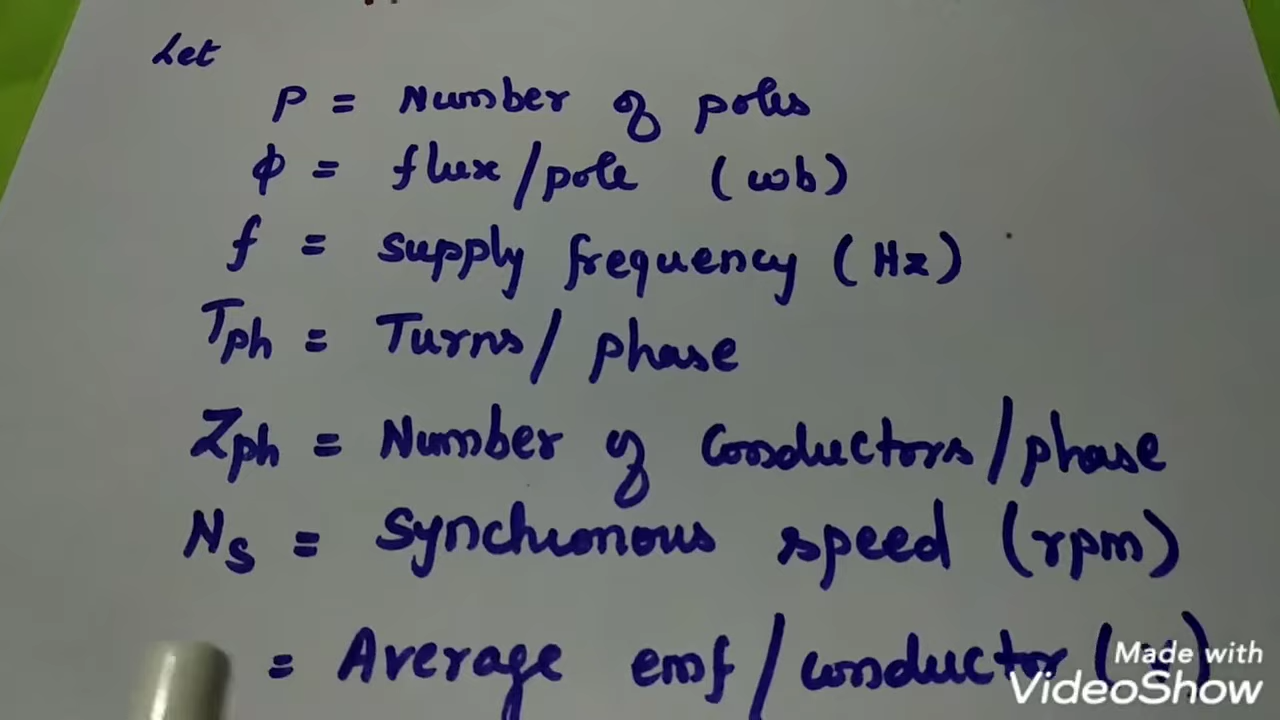 Let
P = Number of poles
φ = flux/pole (wb)
f = supply frequency (Hz)
Tph = Turns/phase
Zph = Number of conductors/phase
Ns = Synchronous speed (rpm)
= Average emf/conductor (v)
Made with
VideoShow